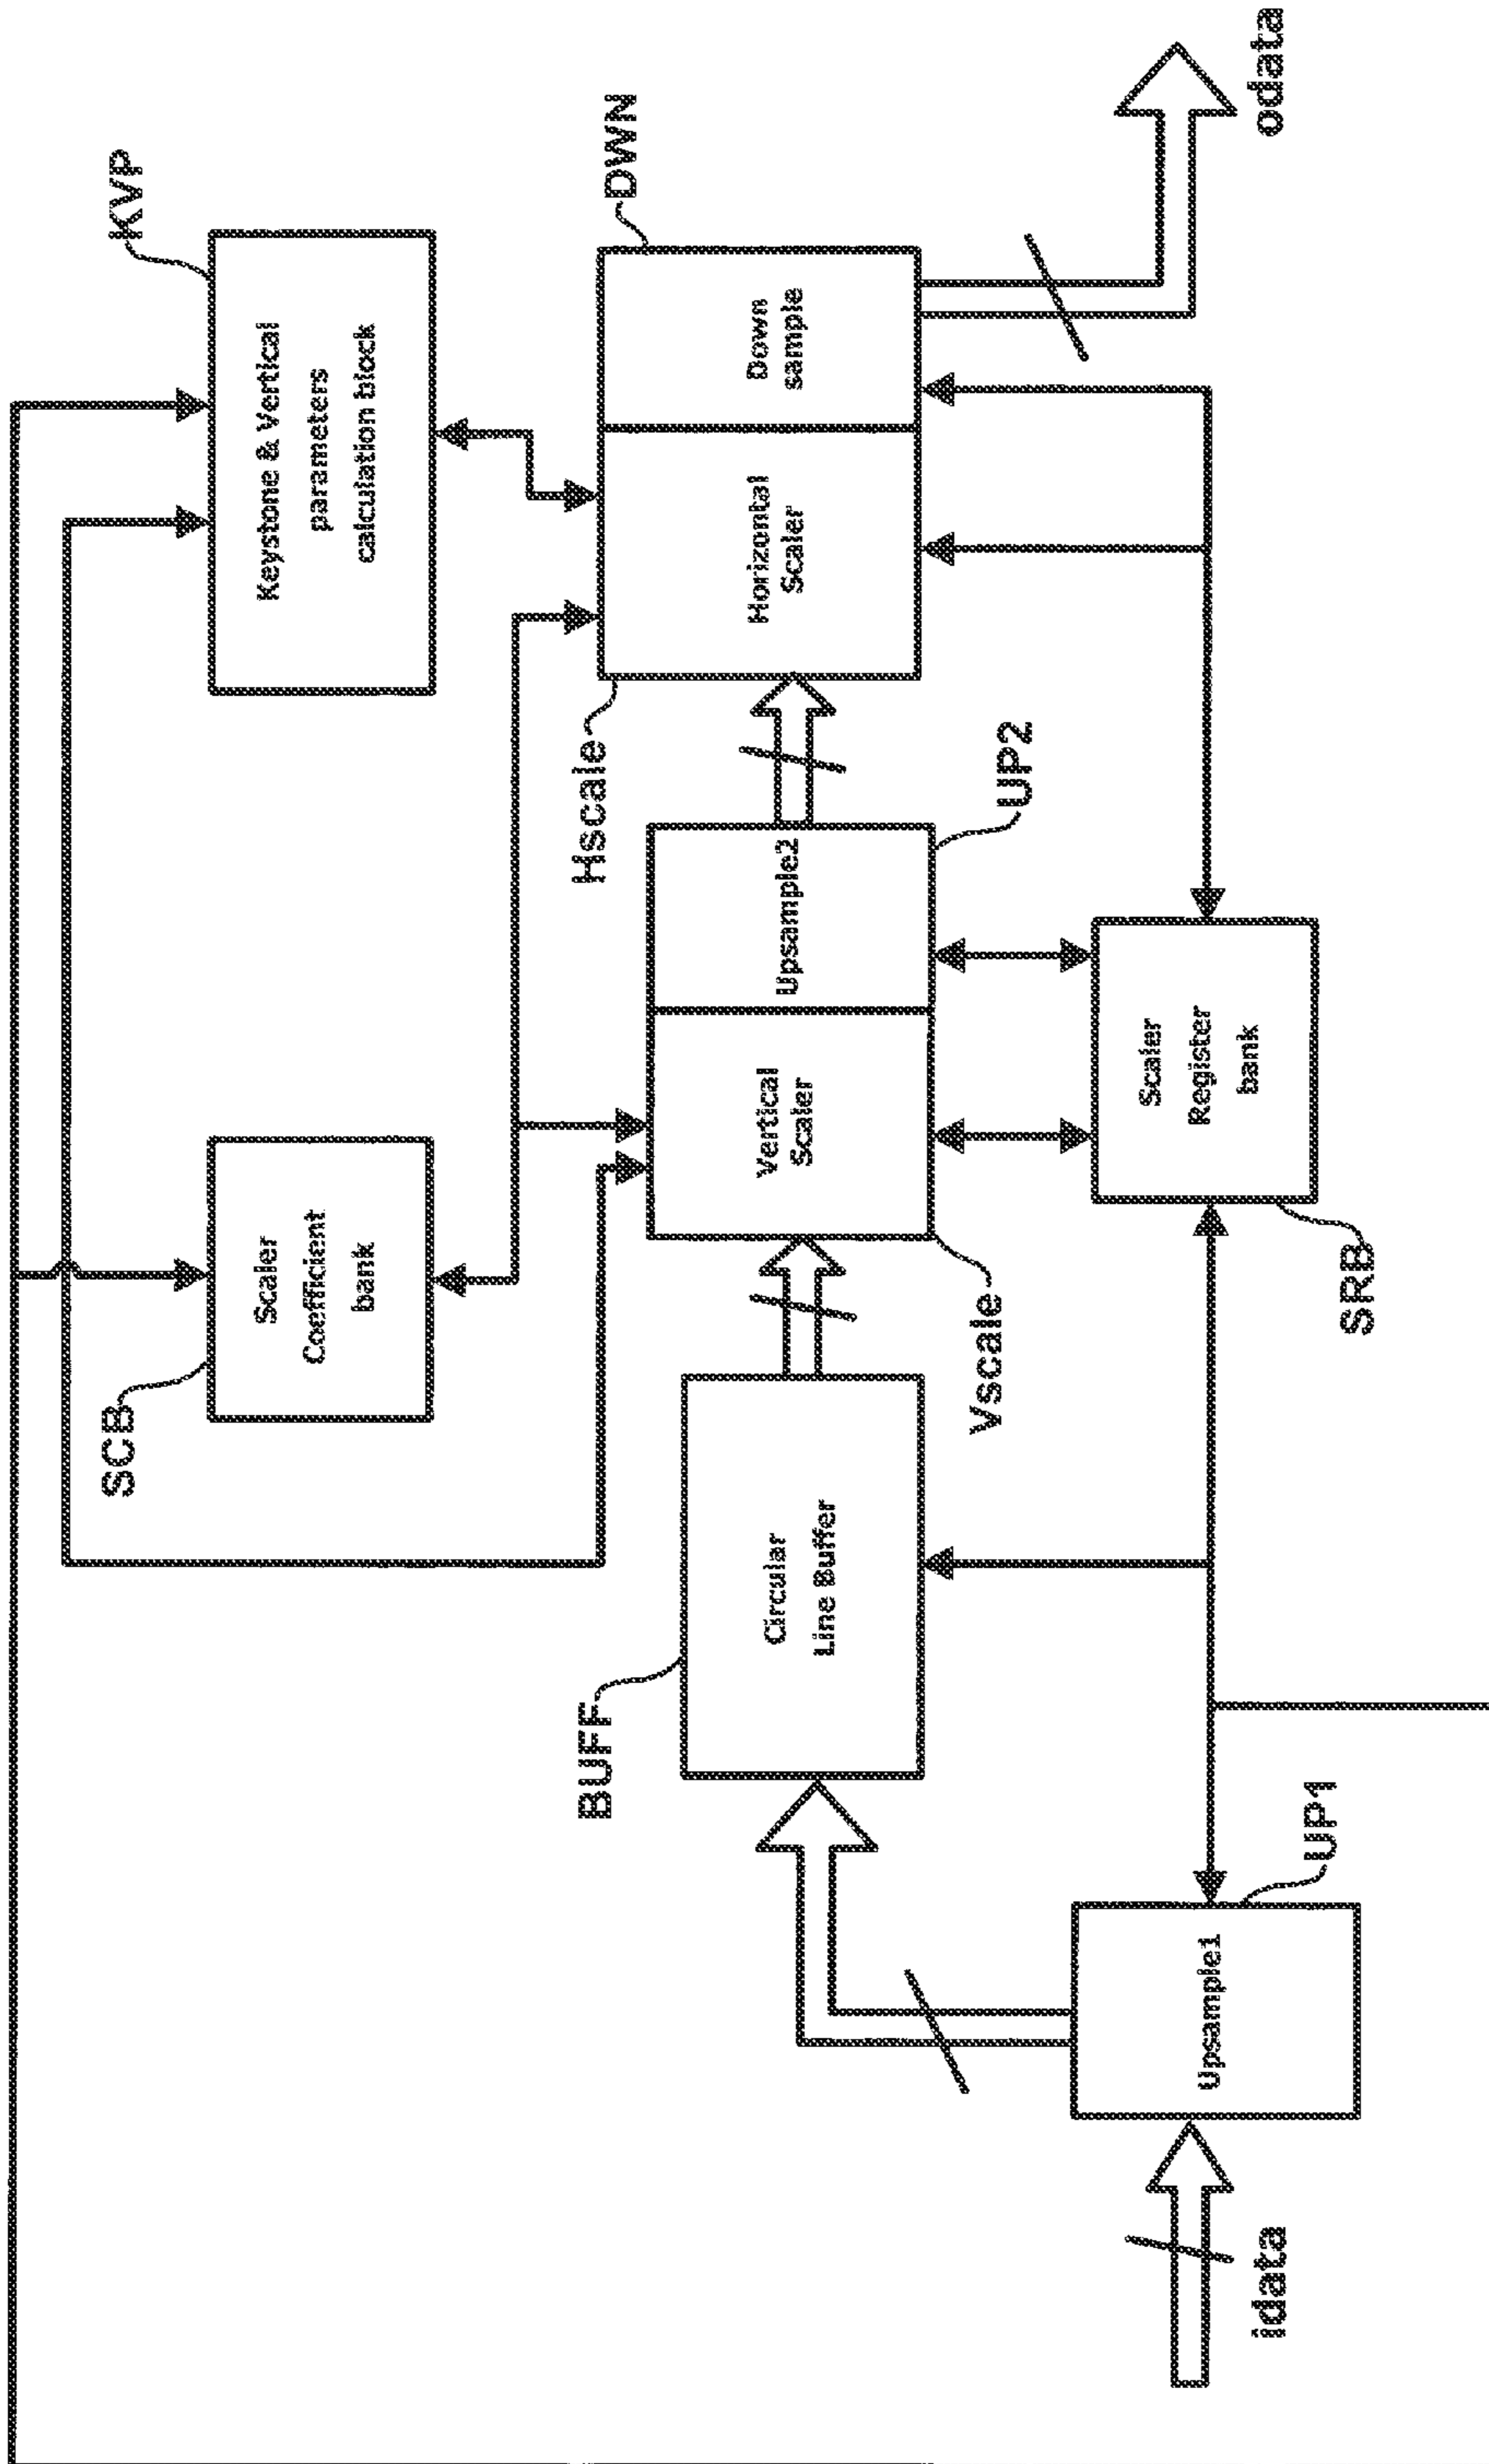 KVP
Keystone & Vertical
parameters
calculation block
SCB
Scaler
Coefficient
bank
DWN
Down
sample
Horizontal
Scaler
Hscale
Upsample2
UP2
Vertical
Scaler
Vscale
BUFF
Circular
Line Buffer
Scaler
Register
bank
SRB
Upsample1
UP1
idata
odata